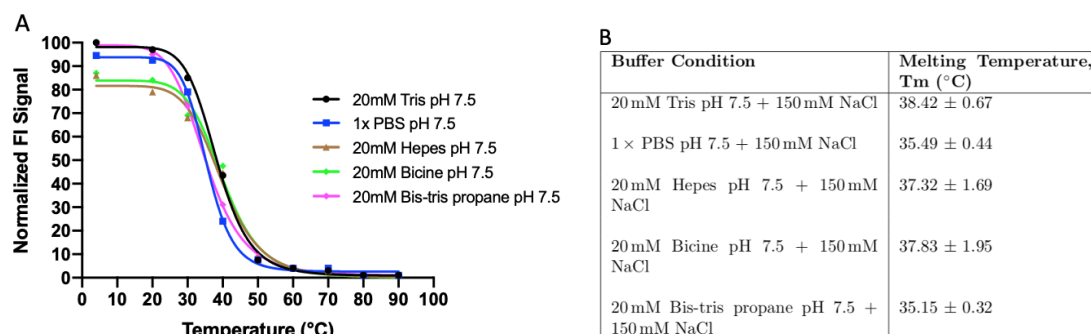 A
Normalized FI Signal
100
90
80
70
60
50
40
30
20
10
0
0 10 20 30 40 50 60 70 80 90 100
Temperature (°C)
20mM Tris pH 7.5
1x PBS pH 7.5
20mM Hepes pH 7.5
20mM Bicine pH 7.5
20mM Bis-tris propane pH 7.5
B
Buffer Condition Melting Temperature,
Tm (°C)
20 mM Tris pH 7.5 + 150 mM NaCl 38.42 ± 0.67
1 × PBS pH 7.5 + 150 mM NaCl 35.49 ± 0.44
20 mM Hepes pH 7.5 + 150 mM 37.32 ± 1.69
NaCl
20 mM Bicine pH 7.5 + 150 mM 37.83 ± 1.95
NaCl
20 mM Bis-tris propane pH 7.5 + 35.15 ± 0.32
150 mM NaCl